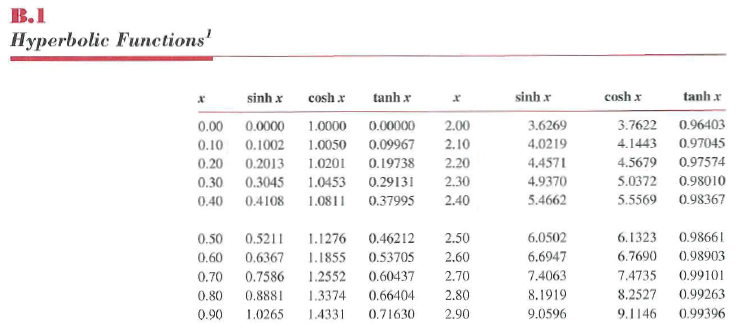 B.1
Hyperbolic Functions¹
x sinh x cosh x tanh x x sinh x cosh x tanh x
0.00 0.0000 1.0000 0.00000 2.00 3.6269 3.7622 0.96403
0.10 0.1002 1.0050 0.09967 2.10 4.0219 4.1443 0.97045
0.20 0.2013 1.0201 0.19738 2.20 4.4571 4.5679 0.97574
0.30 0.3045 1.0453 0.29131 2.30 4.9370 5.0372 0.98010
0.40 0.4108 1.0811 0.37995 2.40 5.4662 5.5569 0.98367
0.50 0.5211 1.1276 0.46212 2.50 6.0502 6.1323 0.98661
0.60 0.6367 1.1855 0.53705 2.60 6.6947 6.7690 0.98903
0.70 0.7586 1.2552 0.60437 2.70 7.4063 7.4735 0.99101
0.80 0.8881 1.3374 0.66404 2.80 8.1919 8.2527 0.99263
0.90 1.0265 1.4331 0.71630 2.90 9.0596 9.1146 0.99396